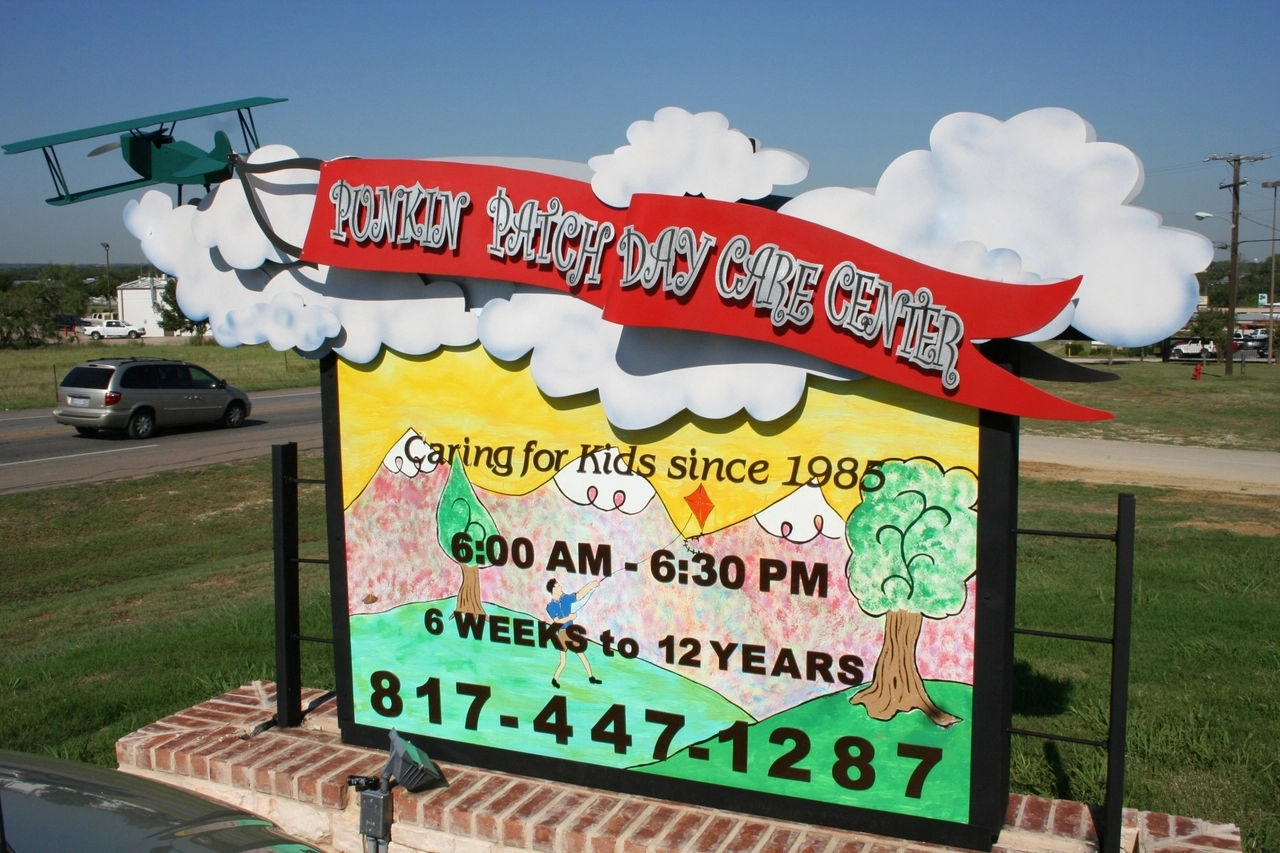 PUNKIN PATCH DAY CARE CENTER
Caring for Kids since 1985
6:00 AM - 6:30 PM
6 WEEKS to 12 YEARS
817-447-1287